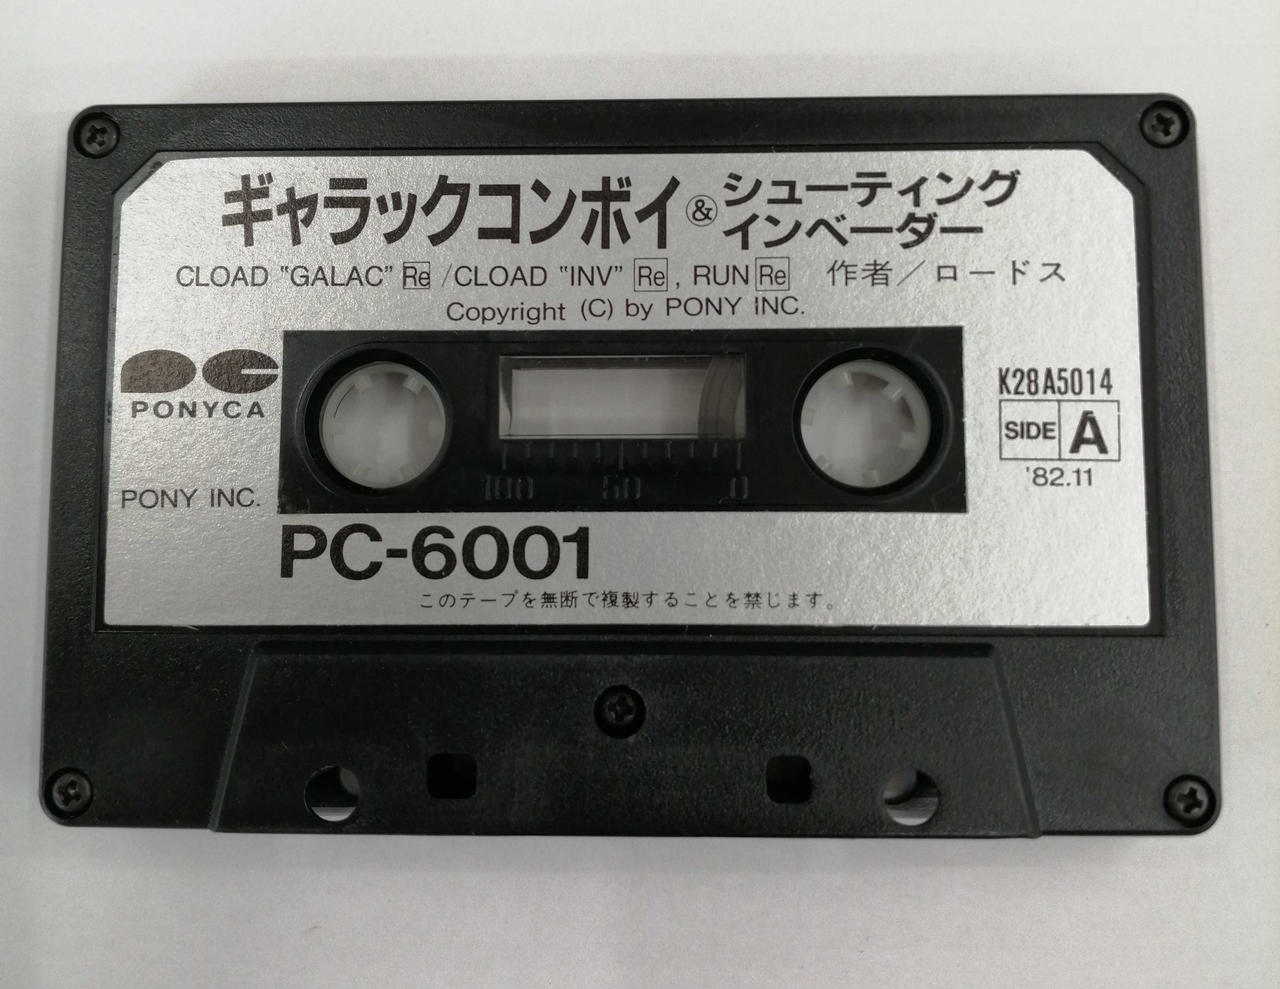 ギャラックコンボイ&シューティング
インベーダー
CLOAD "GALAC" Re /CLOAD "INV" Re, RUN Re 作者/ロードス
Copyright (C) by PONY INC.
PONYCA
PONY INC.
K28A5014
SIDE A
'82.11
100 50 0
PC-6001
このテープを無断で複製することを禁じます。